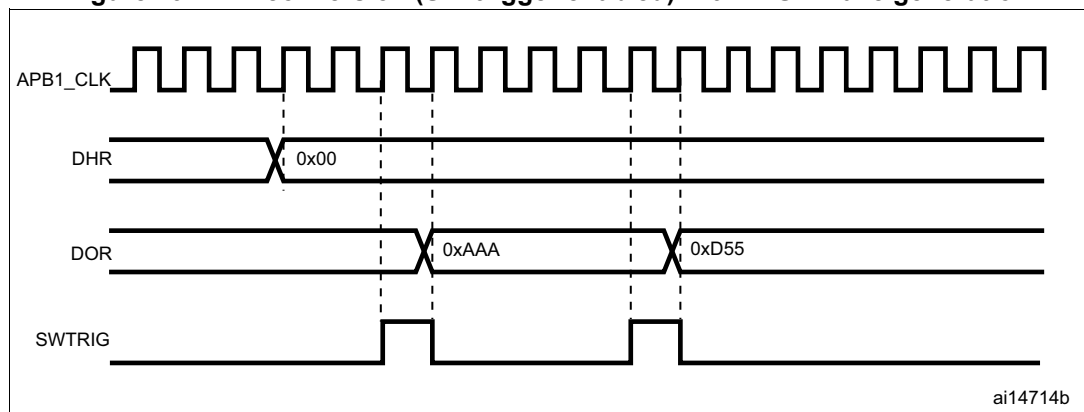 APB1_CLK
DHR
0x00
DOR
0xAAA
0xD55
SWTRIG
ai14714b